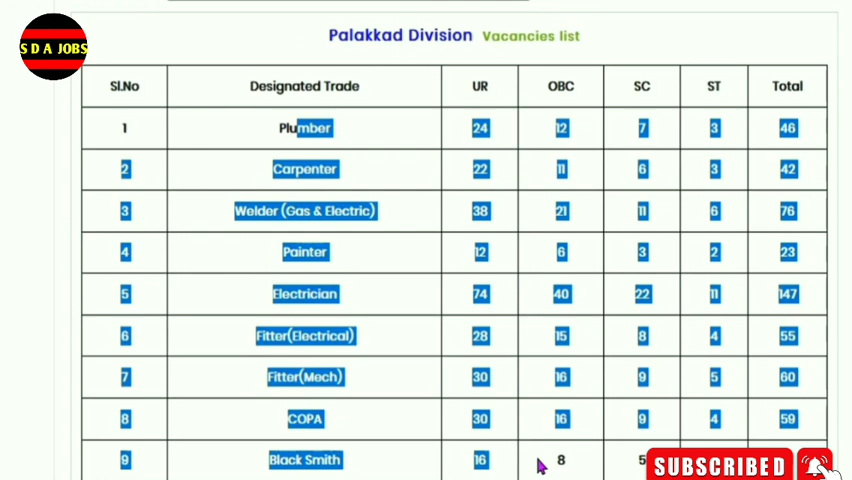 S D A JOBS
Palakkad Division Vacancies list
Sl.No Designated Trade UR OBC SC ST Total
1 Plumber 24 12 7 3 46
2 Carpenter 22 11 6 3 42
3 Welder (Gas & Electric) 38 21 11 6 76
4 Painter 12 6 3 2 23
5 Electrician 74 40 22 11 147
6 Fitter(Electrical) 28 15 8 4 55
7 Fitter(Mech) 30 16 9 5 60
8 COPA 30 16 9 4 59
9 Black Smith 16 8 5
SUBSCRIBED